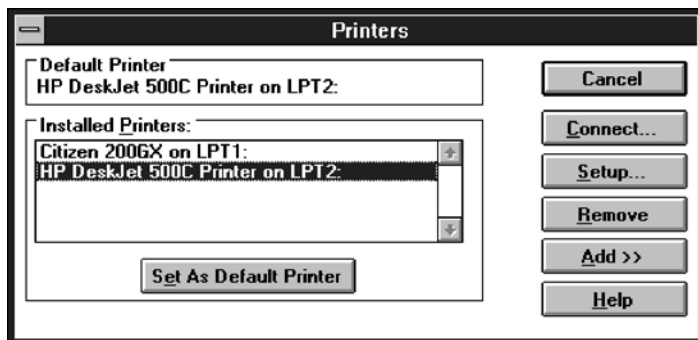 Printers
Default Printer
HP DeskJet 500C Printer on LPT2:
Installed Printers:
Citizen 200GX on LPT1:
HP DeskJet 500C Printer on LPT2:
Set As Default Printer
Cancel
Connect...
Setup...
Remove
Add >>
Help